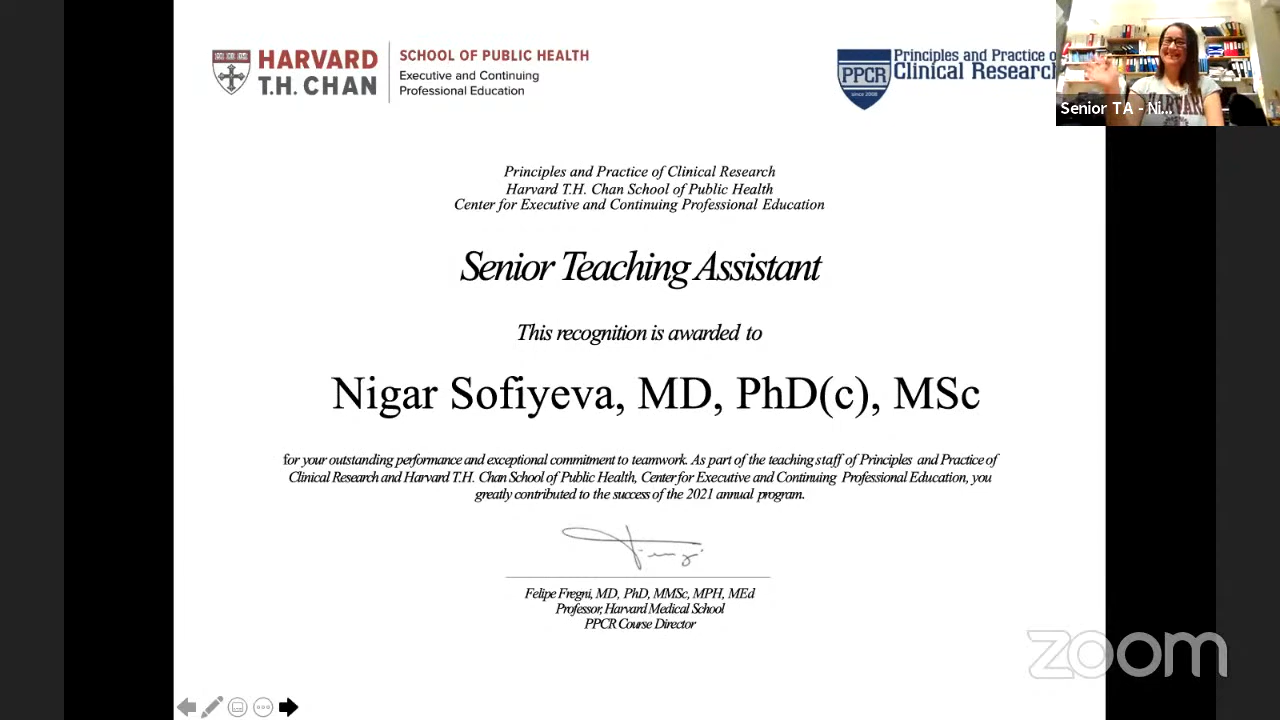 HARVARD
T.H. CHAN
SCHOOL OF PUBLIC HEALTH
Executive and Continuing
Professional Education
PPCR
since 2008
Principles and Practice o
Clinical Research
Senior TA - Ni...
HARVARD
Principles and Practice of Clinical Research
Harvard T.H. Chan School of Public Health
Center for Executive and Continuing Professional Education
Senior Teaching Assistant
This recognition is awarded to
Nigar Sofiyeva, MD, PhD(c), MSc
for your outstanding performance and exceptional commitment to teamwork. As part of the teaching staff of Principles and Practice of
Clinical Research and Harvard T.H. Chan School of Public Health, Center for Executive and Continuing Professional Education, you
greatly contributed to the success of the 2021 annual program.
Felipe Fregni, MD, PhD, MMSc, MPH, MEd
Professor, Harvard Medical School
PPCR Course Director
zoom